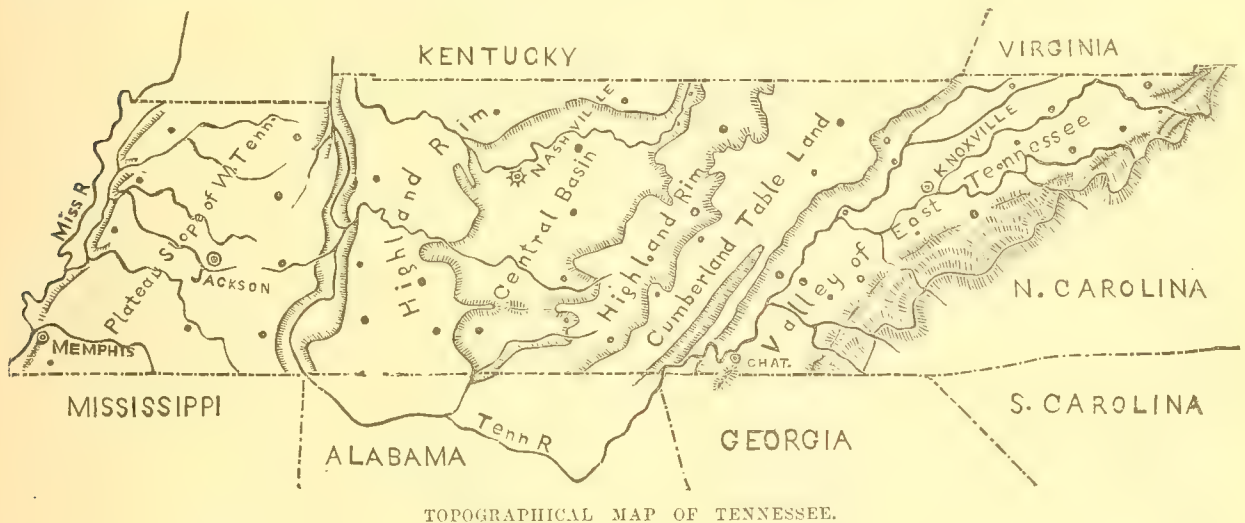 KENTUCKY
VIRGINIA
Miss R
Plateau Slope of W. Tenn.
JACKSON
MEMPHIS
Highland Rim
NASHVILLE
Central Basin
Highland Rim
Cumberland Table Land
KNOXVILLE
Valley of East Tennessee
CHAT.
N. CAROLINA
S. CAROLINA
MISSISSIPPI
ALABAMA
Tenn R
GEORGIA
TOPOGRAPHICAL MAP OF TENNESSEE.